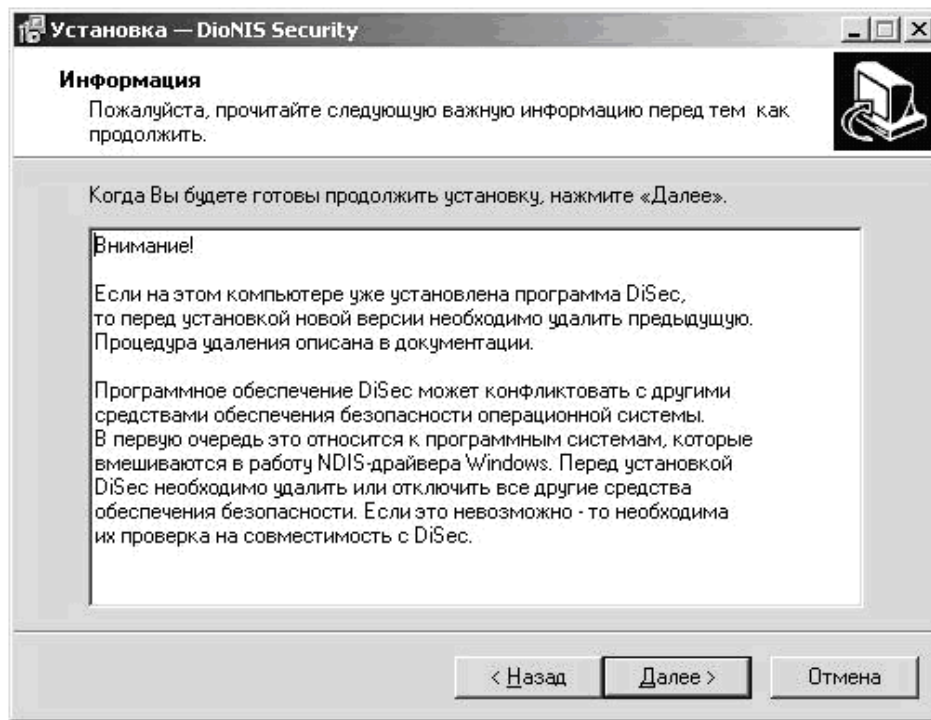 Установка — DioNIS Security
Информация
Пожалуйста, прочитайте следующую важную информацию перед тем как
продолжить.
Когда Вы будете готовы продолжить установку, нажмите «Далее».
Внимание!
Если на этом компьютере уже установлена программа DiSec,
то перед установкой новой версии необходимо удалить предыдущую.
Процедура удаления описана в документации.
Программное обеспечение DiSec может конфликтовать с другими
средствами обеспечения безопасности операционной системы.
В первую очередь это относится к программным системам, которые
вмешиваются в работу NDIS-драйвера Windows. Перед установкой
DiSec необходимо удалить или отключить все другие средства
обеспечения безопасности. Если это невозможно - то необходима
их проверка на совместимость с DiSec.
< Назад Далее > Отмена